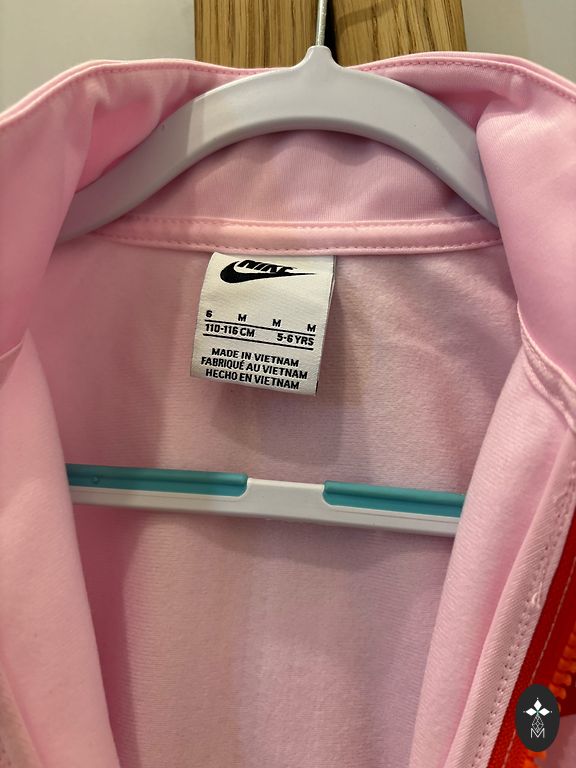 NIKE
6 M M M
110-116 CM 5-6 YRS
MADE IN VIETNAM
FABRIQUÉ AU VIETNAM
HECHO EN VIETNAM
M